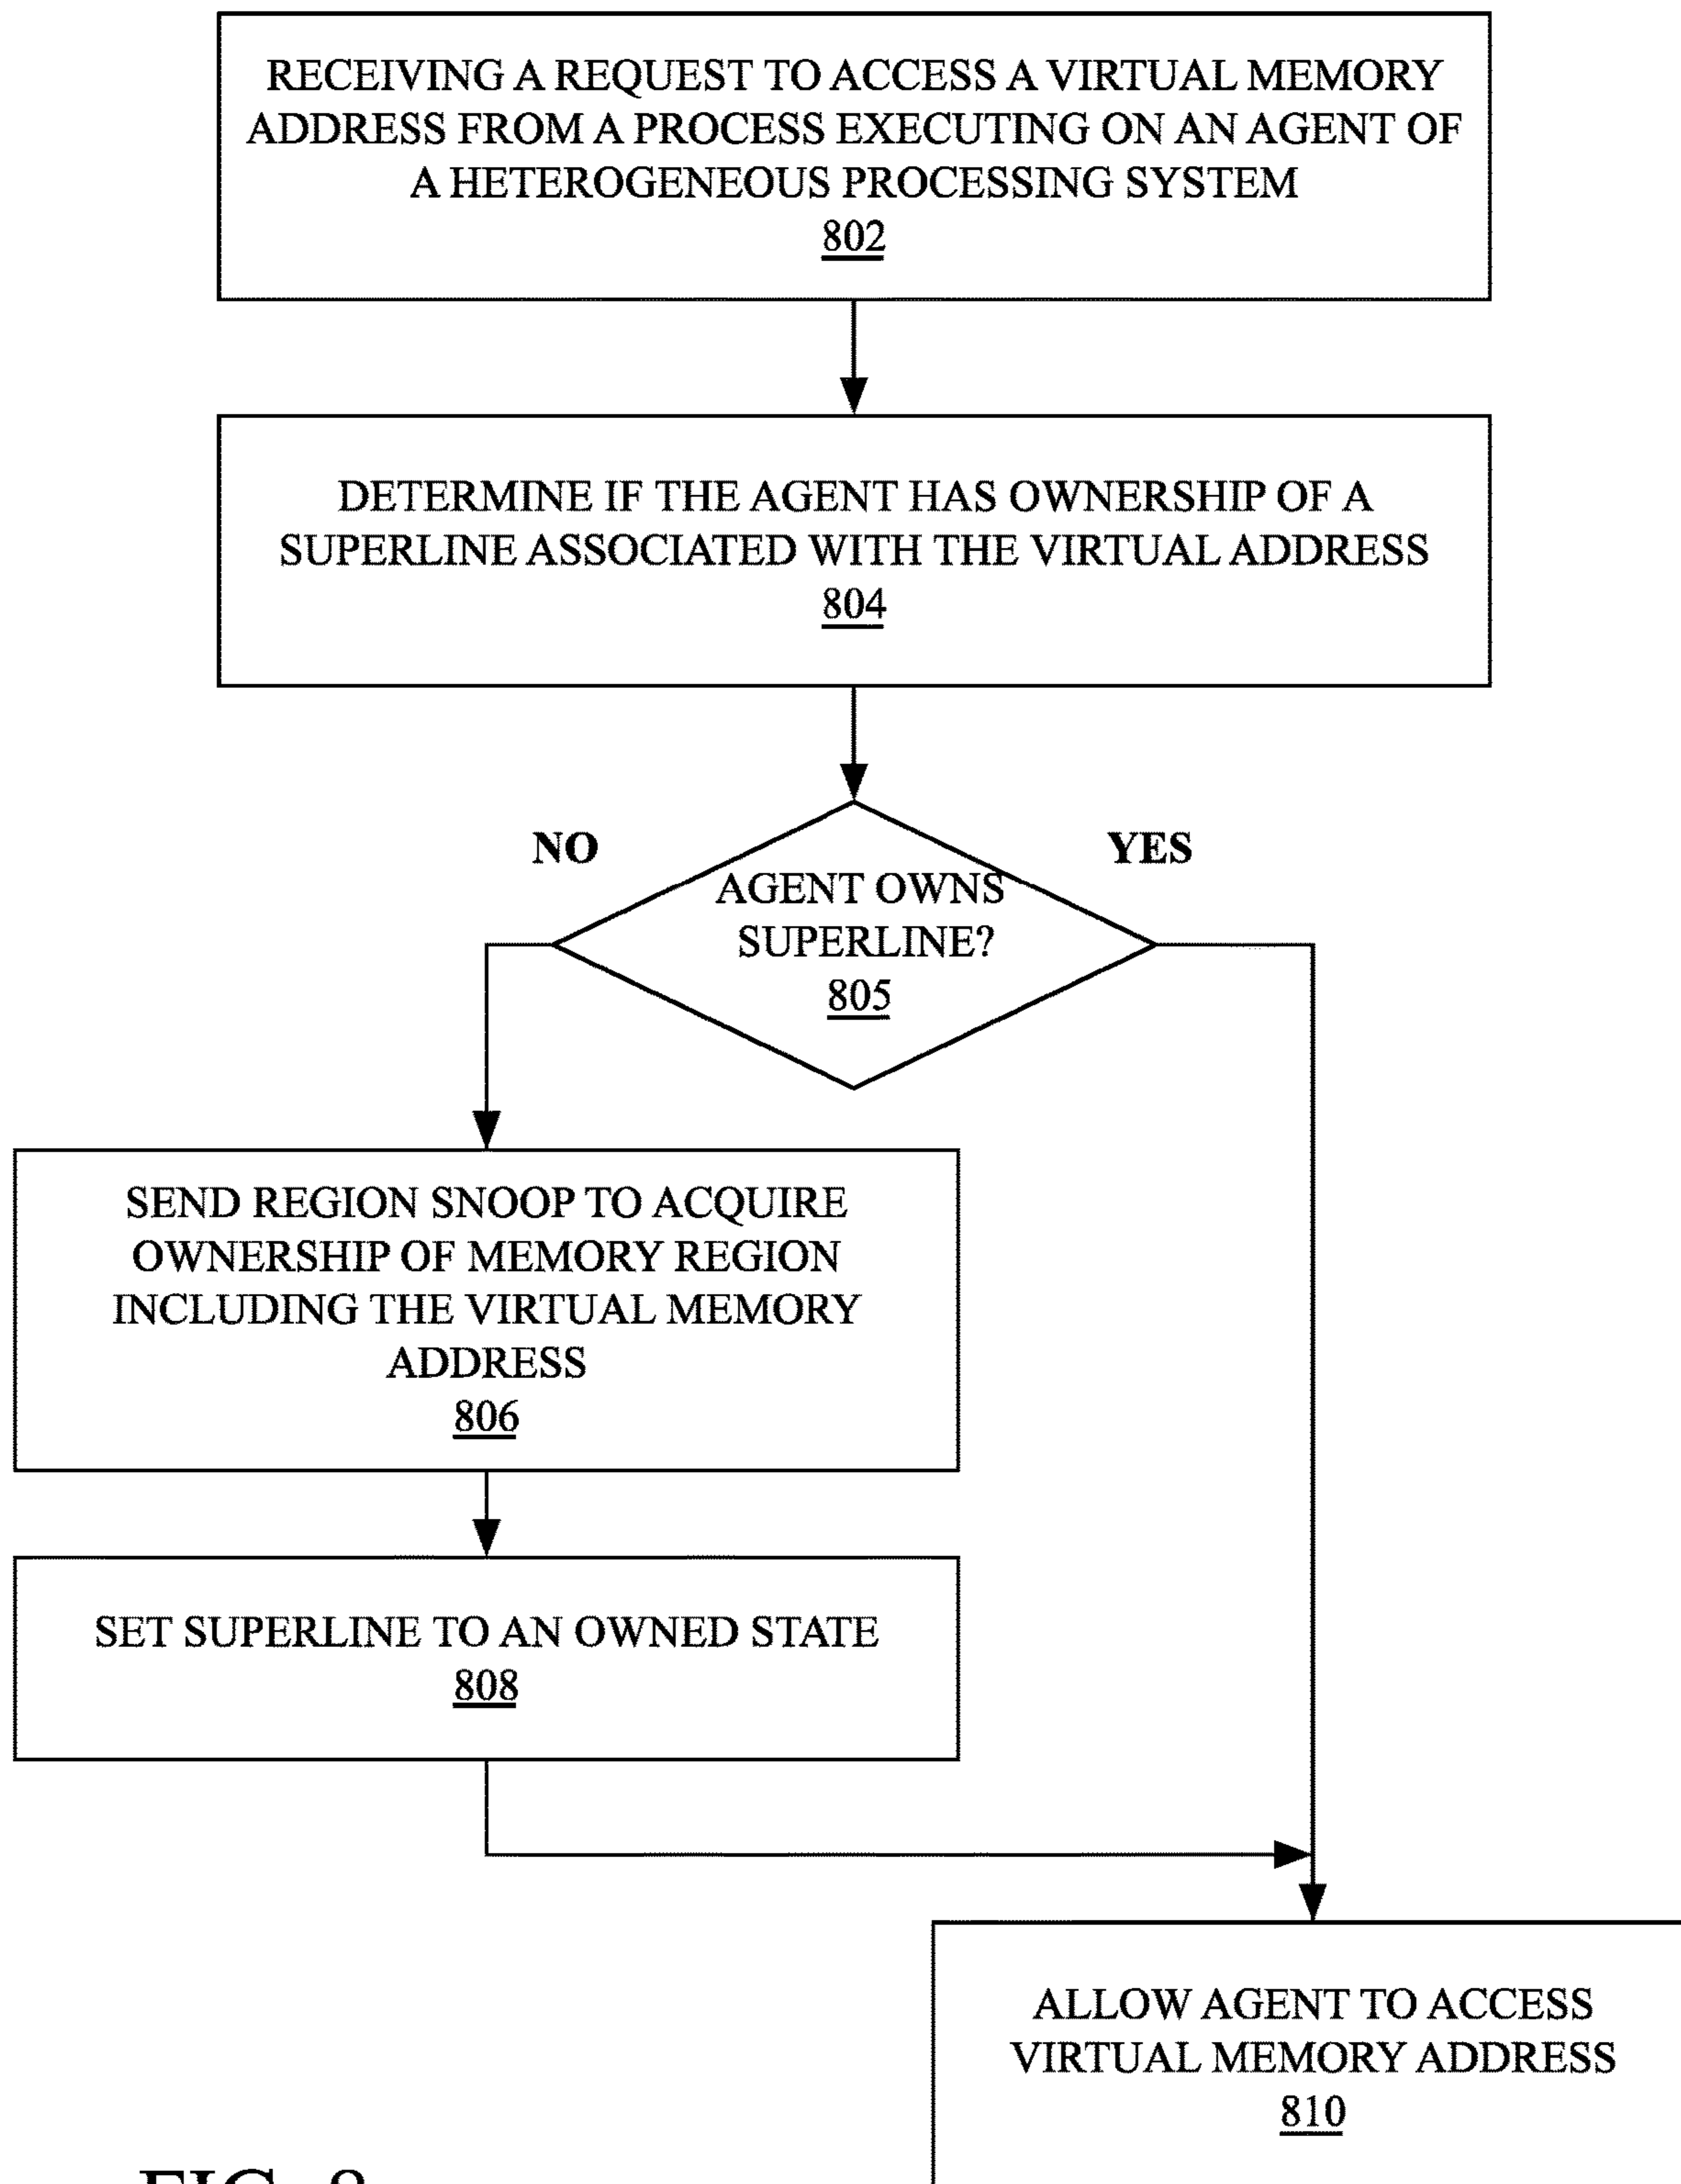 RECEIVING A REQUEST TO ACCESS A VIRTUAL MEMORY
ADDRESS FROM A PROCESS EXECUTING ON AN AGENT OF
A HETEROGENEOUS PROCESSING SYSTEM
802
DETERMINE IF THE AGENT HAS OWNERSHIP OF A
SUPERLINE ASSOCIATED WITH THE VIRTUAL ADDRESS
804
NO
YES
AGENT OWNS
SUPERLINE?
805
SEND REGION SNOOP TO ACQUIRE
OWNERSHIP OF MEMORY REGION
INCLUDING THE VIRTUAL MEMORY
ADDRESS
806
SET SUPERLINE TO AN OWNED STATE
808
ALLOW AGENT TO ACCESS
VIRTUAL MEMORY ADDRESS
810
FIG. 8